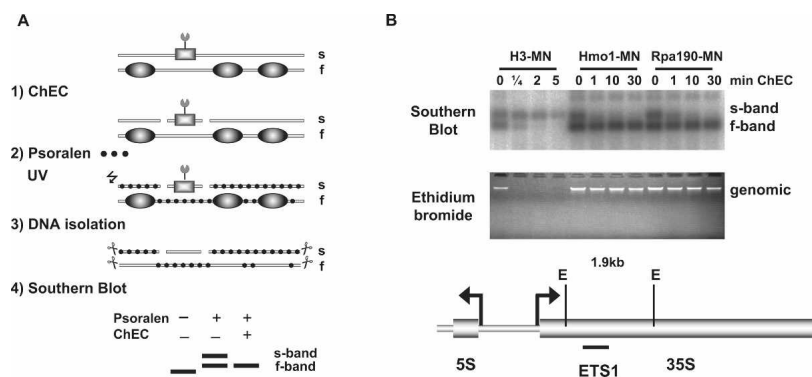 A
s
f
1) ChEC
s
f
2) Psoralen
UV
s
f
3) DNA isolation
s
f
4) Southern Blot
Psoralen – + +
ChEC – – +
s-band
f-band
B
H3-MN Hmo1-MN Rpa190-MN
0 ¼ 2 5 0 1 10 30 0 1 10 30 min ChEC
Southern Blot
s-band
f-band
Ethidium bromide
genomic
1.9kb
E E
5S ETS1 35S